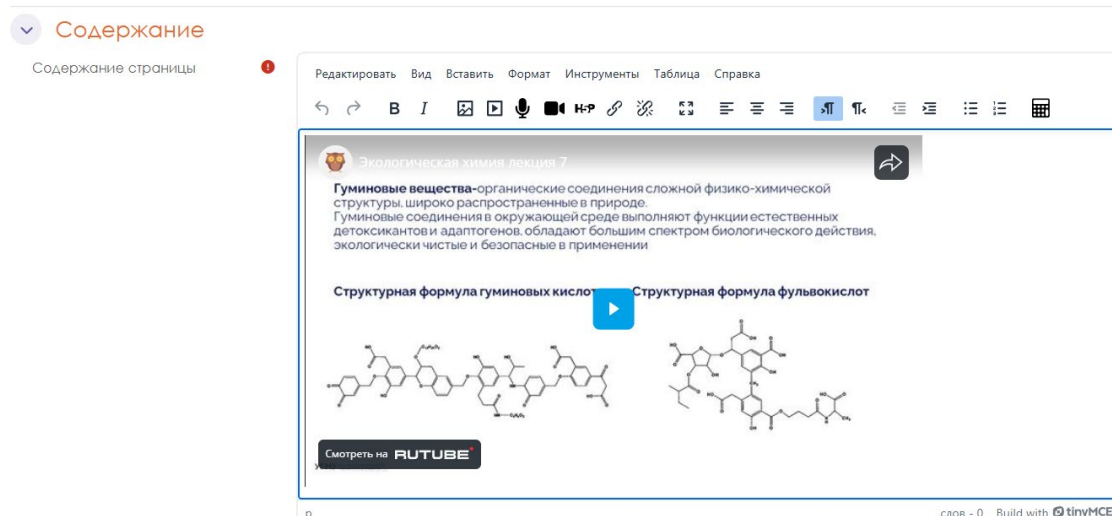 Содержание
Содержание страницы
Редактировать Вид Вставить Формат Инструменты Таблица Справка
B I H-P
Экологическая химия лекция 7
Гуминовые вещества-органические соединения сложной физико-химической
структуры, широко распространенные в природе.
Гуминовые соединения в окружающей среде выполняют функции естественных
детоксикантов и адаптогенов, обладают большим спектром биологического действия,
экологически чистые и безопасные в применении
Структурная формула гуминовых кислот Структурная формула фульвокислот
Смотреть на RUTUBE
p
слов - 0 Build with tinyMCE